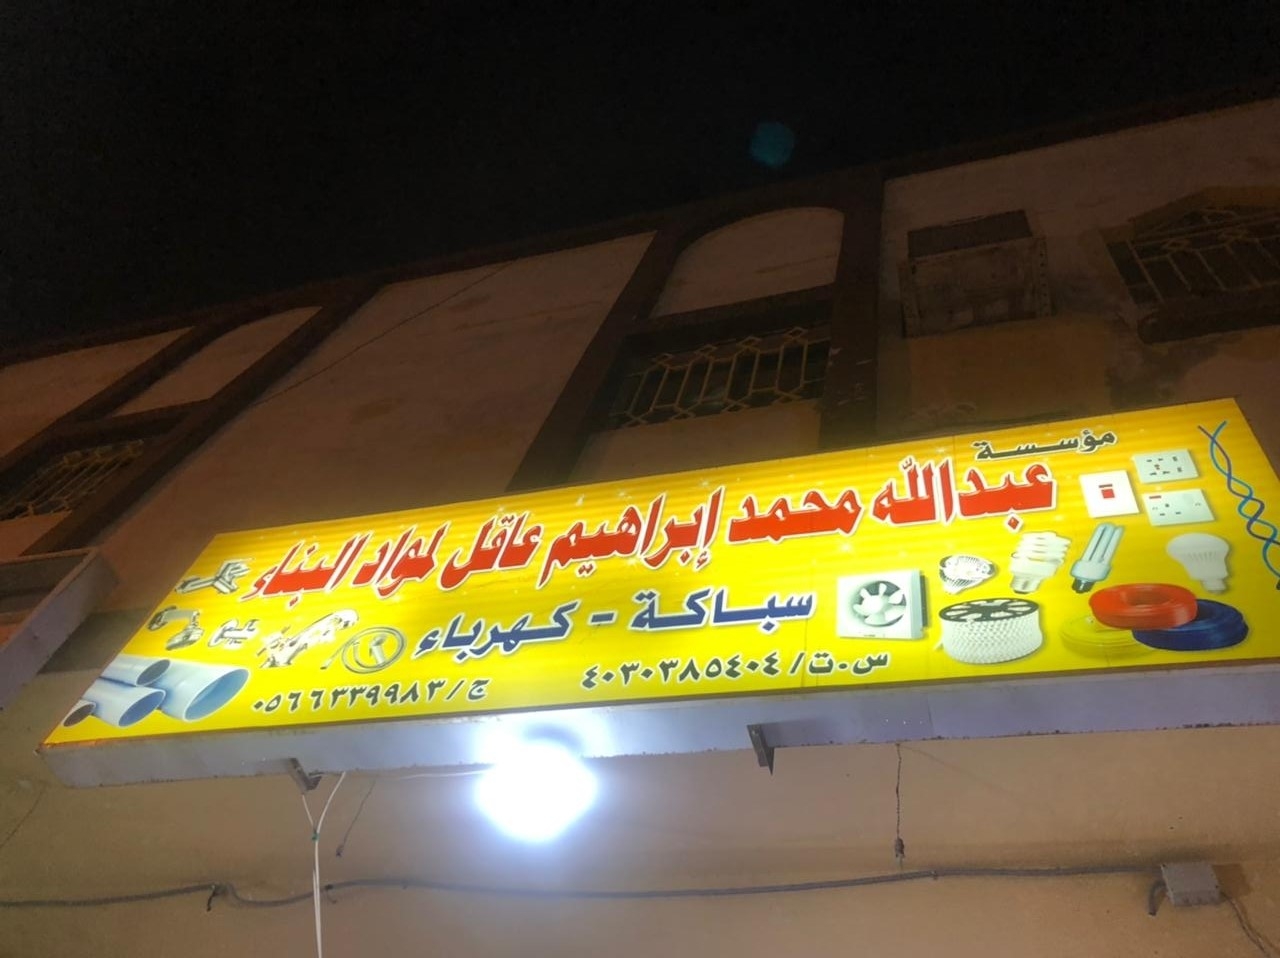 مؤسسة
عبدالله محمد إبراهيم عاقل لمواد البناء
سباكة - كهرباء
س.ت/ ٤٠٣٠٣٨٥٤٠٤
ج/ ٠٥٦٦٣٣٩٩٨٣